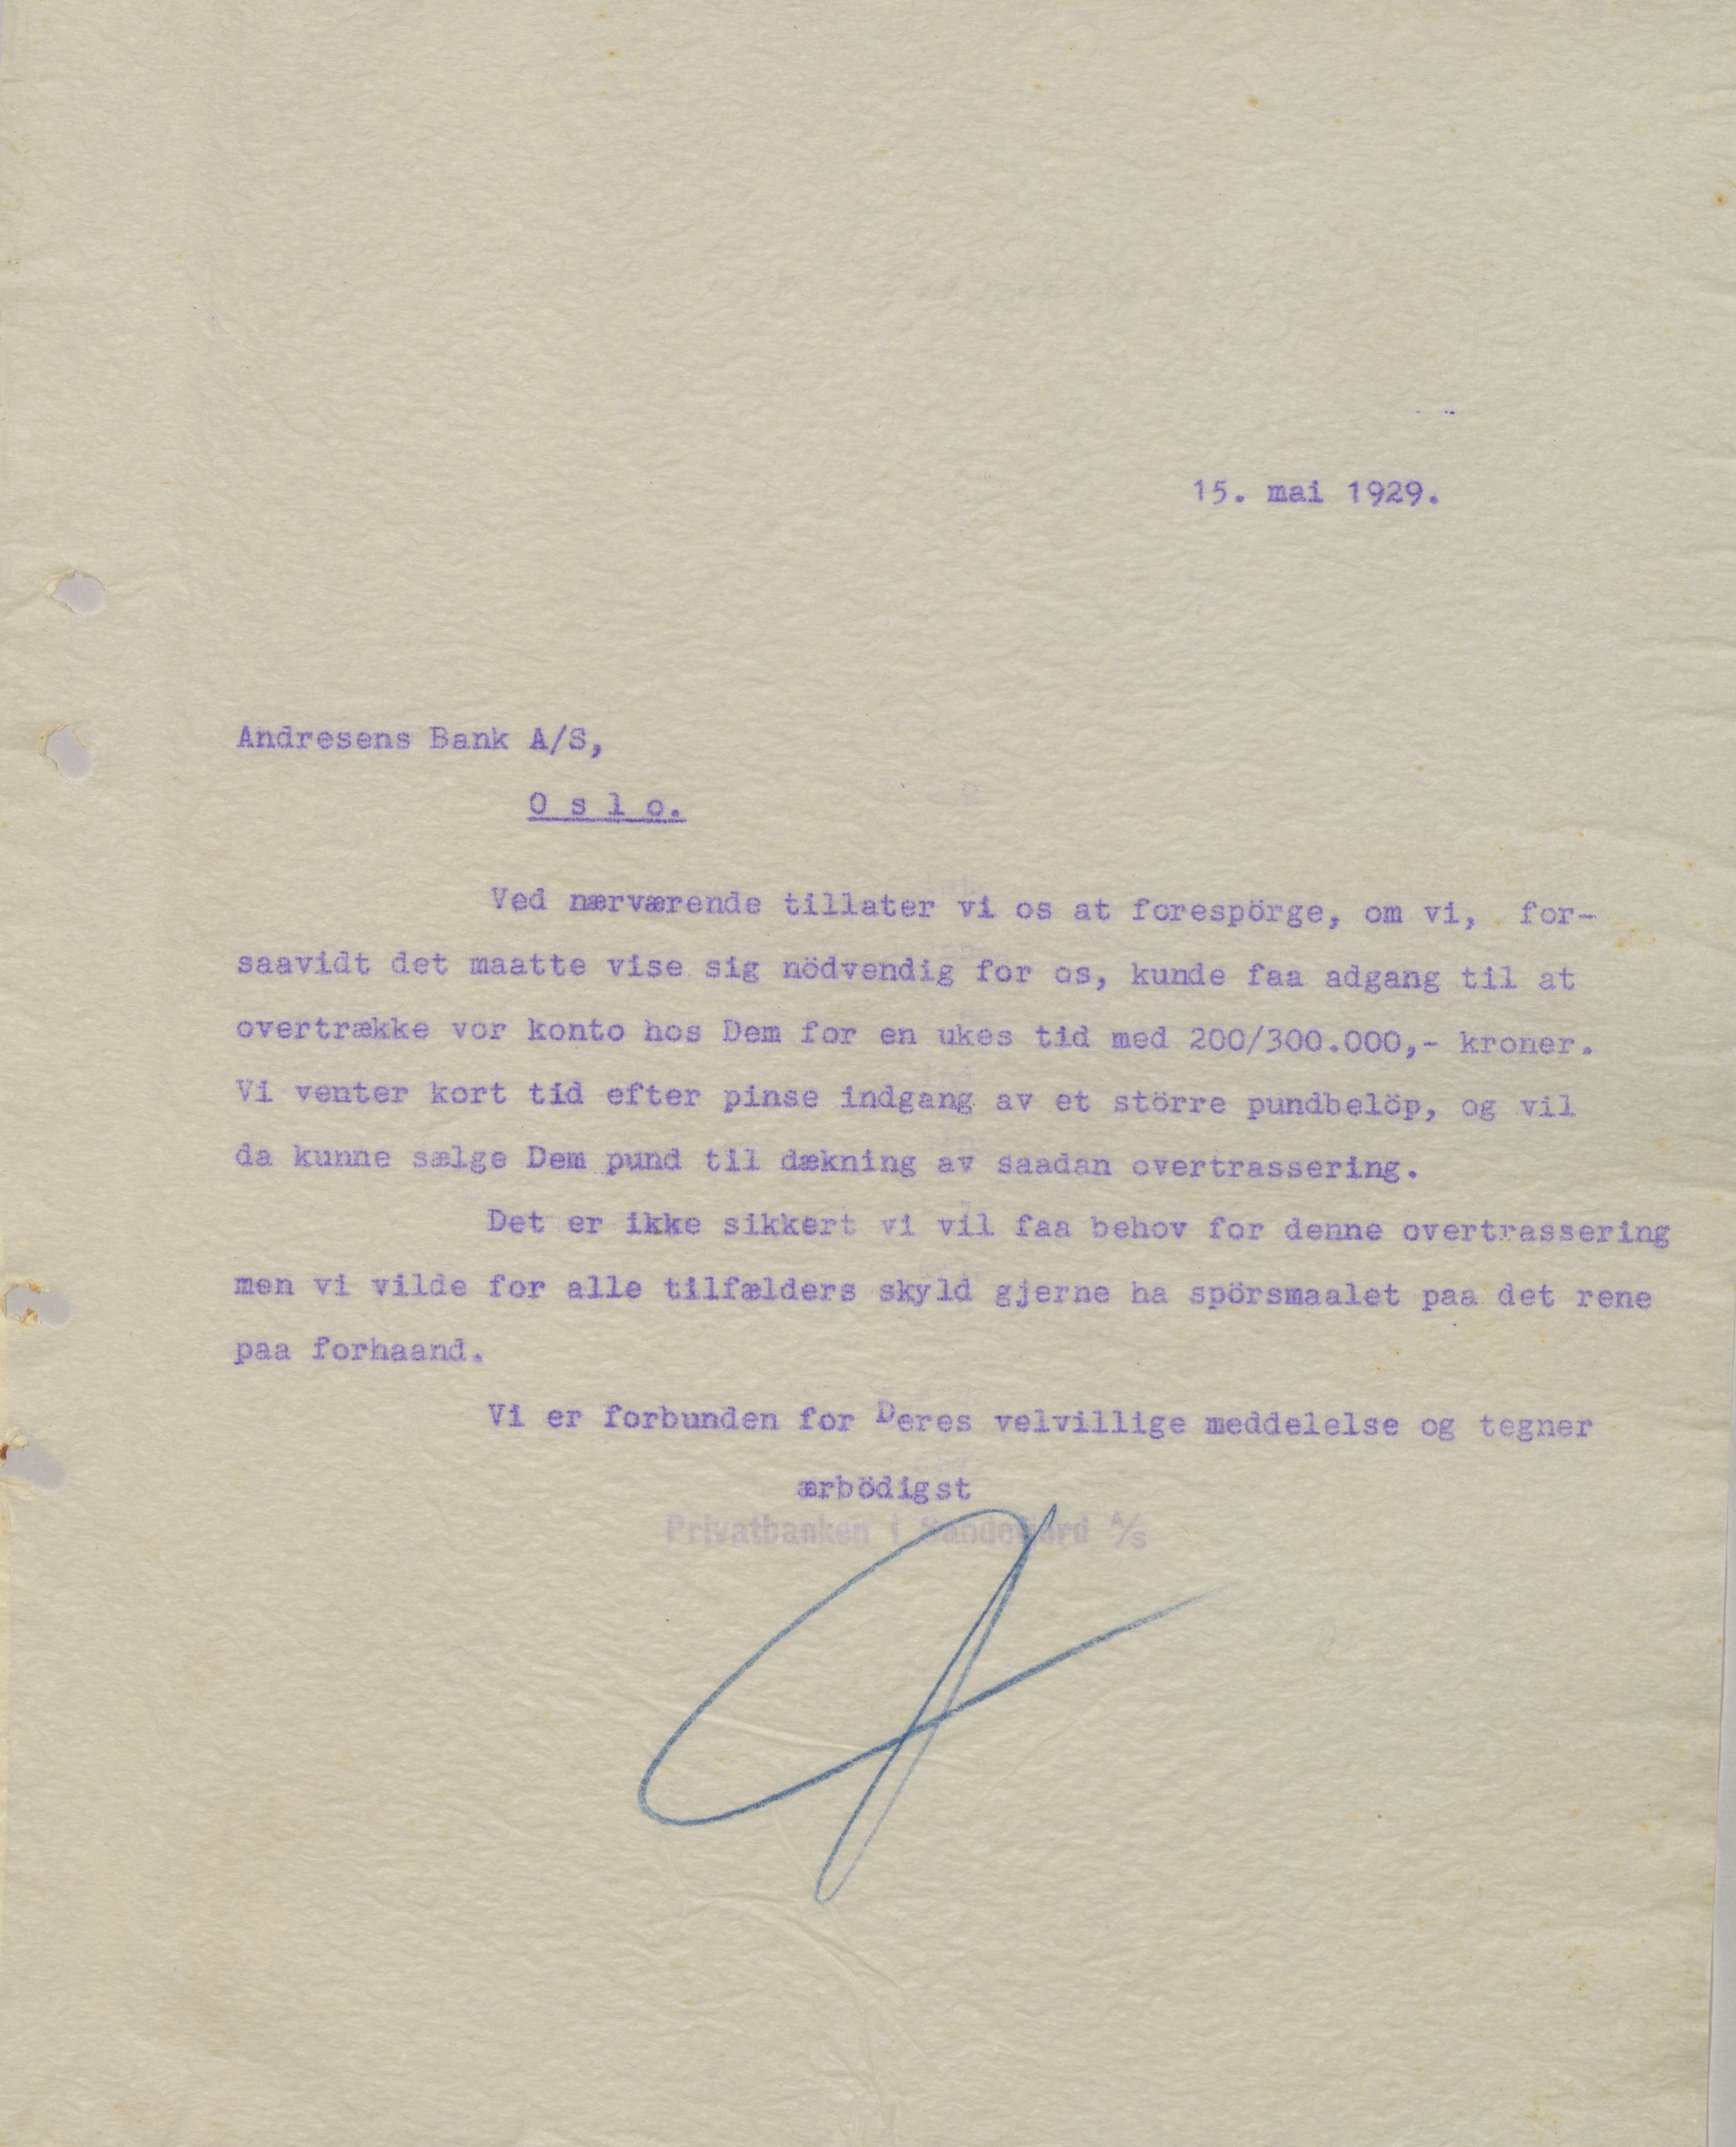 15. mai 1929.
Andresens Bank A/S,
O s l o.
Ved nærværende tillater vi os at forespörge, om vi, for-
saavidt det maatte vise sig nödvendig for os, kunde faa adgang til at
overtrække vor konto hos Dem for en ukes tid med 200/300.000,- kroner.
Vi venter kort tid efter pinse indgang av et större pundbelöp, og vil
da kunne sælge Dem pund til dækning av saadan overtrassering.
Det er ikke sikkert vi vil faa behov for denne overtrassering
men vi vilde for alle tilfælders skyld gjerne ha spörsmaalet paa det rene
paa forhaand.
Vi er forbunden for Deres velvillige meddelelse og tegner
ærbödigst
Privatbanken i Sandefjord A/S